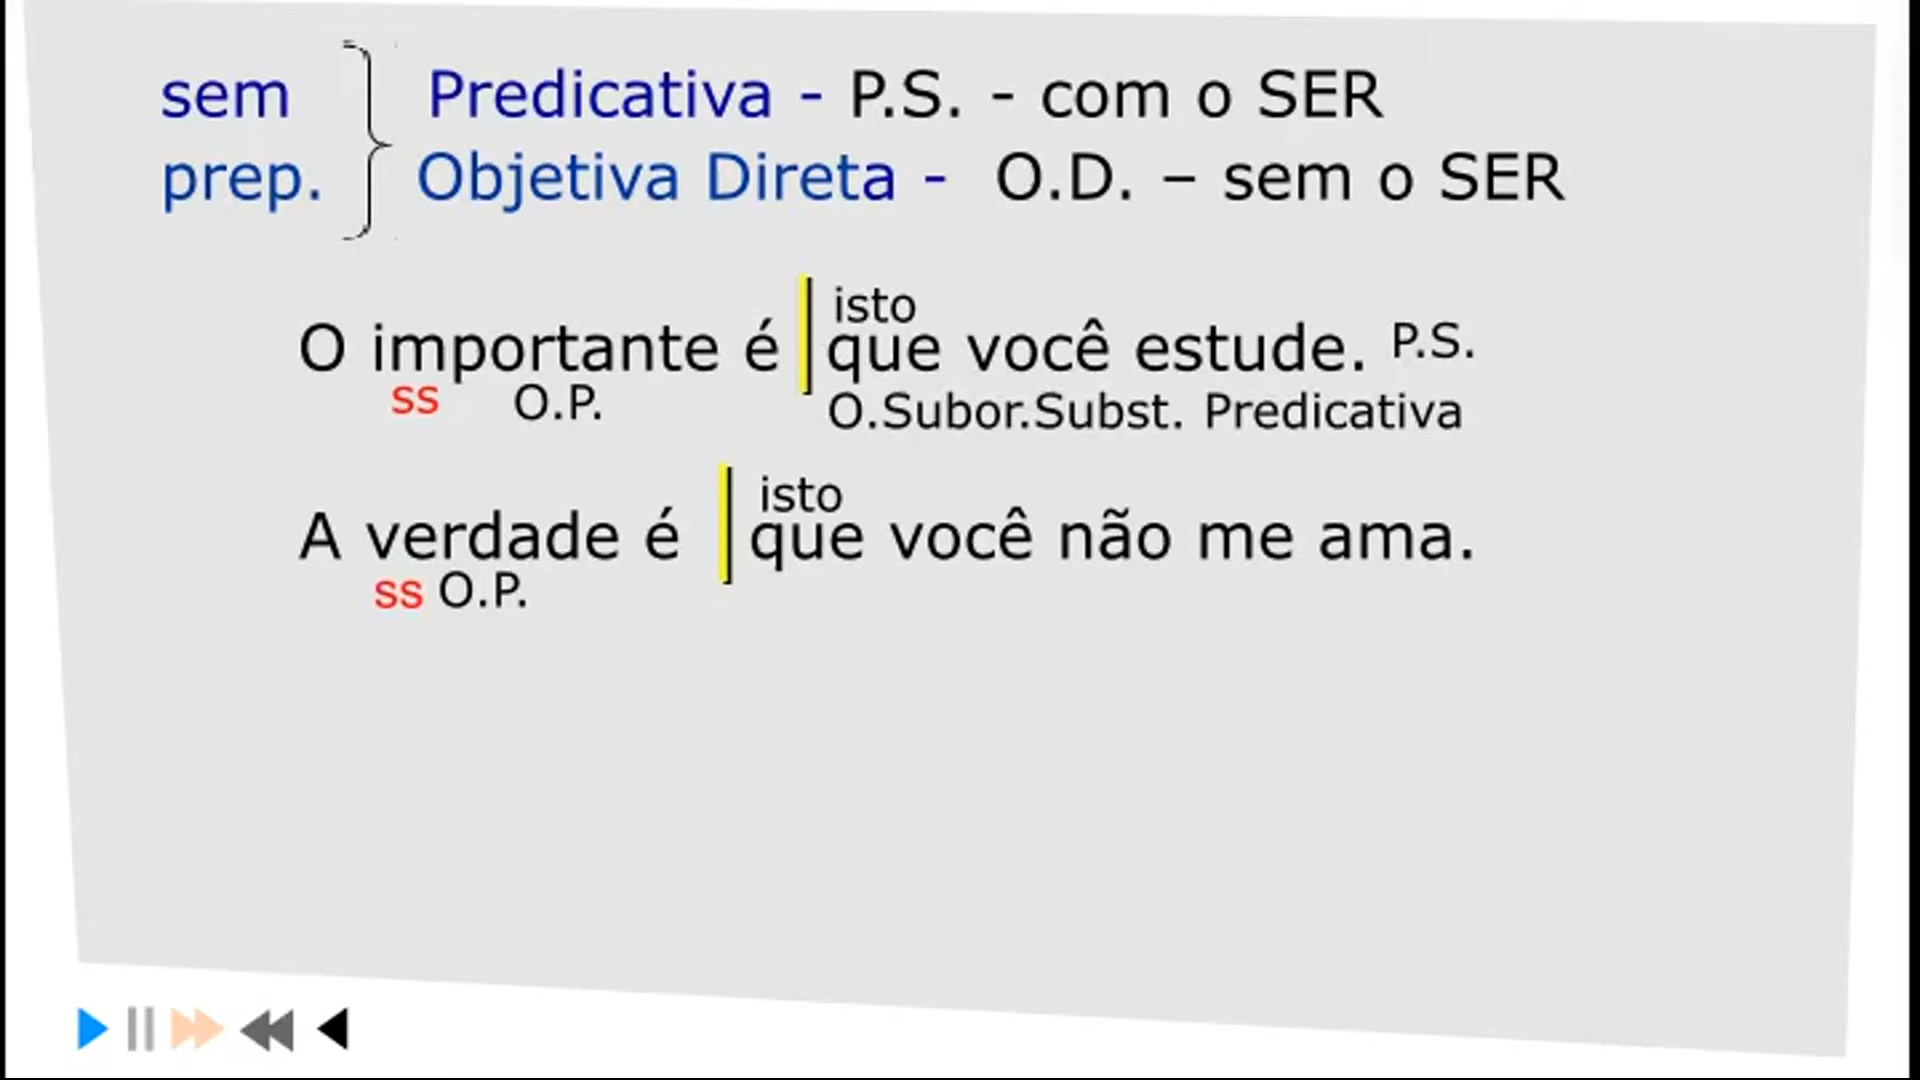 sem Predicativa - P.S. - com o SER
prep. Objetiva Direta - O.D. – sem o SER
isto
O importante é que você estude. P.S.
ss O.P. O.Subor.Subst. Predicativa
isto
A verdade é que você não me ama.
ss O.P.